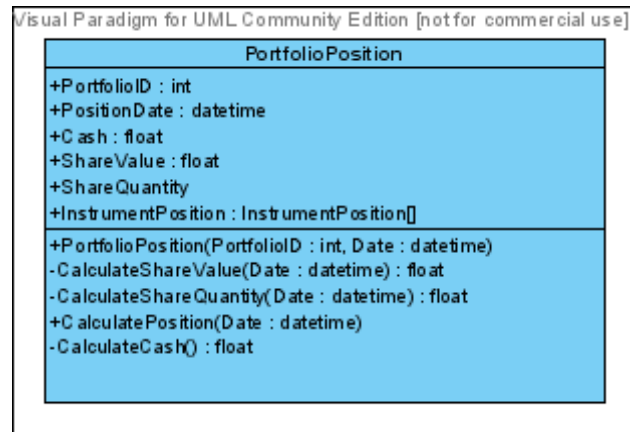 Visual Paradigm for UML Community Edition [not for commercial use]
PortfolioPosition
+PortfolioID : int
+PositionDate : datetime
+Cash : float
+ShareValue : float
+ShareQuantity
+InstrumentPosition : InstrumentPosition[]
+PortfolioPosition(PortfolioID : int, Date : datetime)
-CalculateShareValue(Date : datetime) : float
-CalculateShareQuantity(Date : datetime) : float
+CalculatePosition(Date : datetime)
-CalculateCash() : float